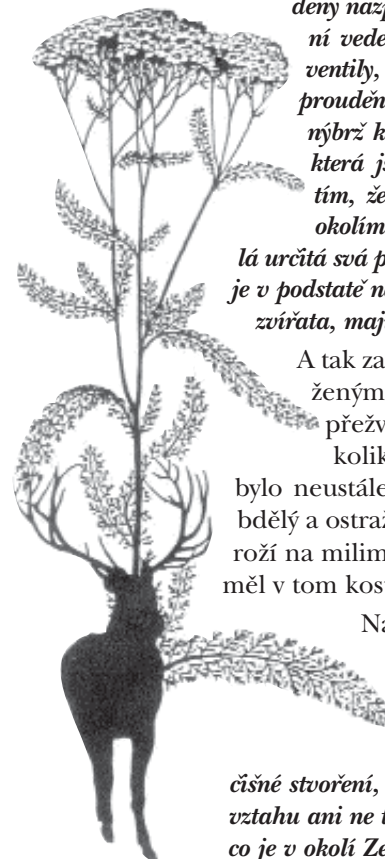 deny nazp
ní vede
ventily,
prouděn
nýbrž k
která js
tím, že
okolím
lá určitá svá p
je v podstatě n
zvířata, maj
A tak za
ženým
přežv
kolik
bylo neustále
bdělý a ostraž
roží na milim
měl v tom kos
Na
čišné stvoření,
vztahu ani ne t
co je v okolí Ze